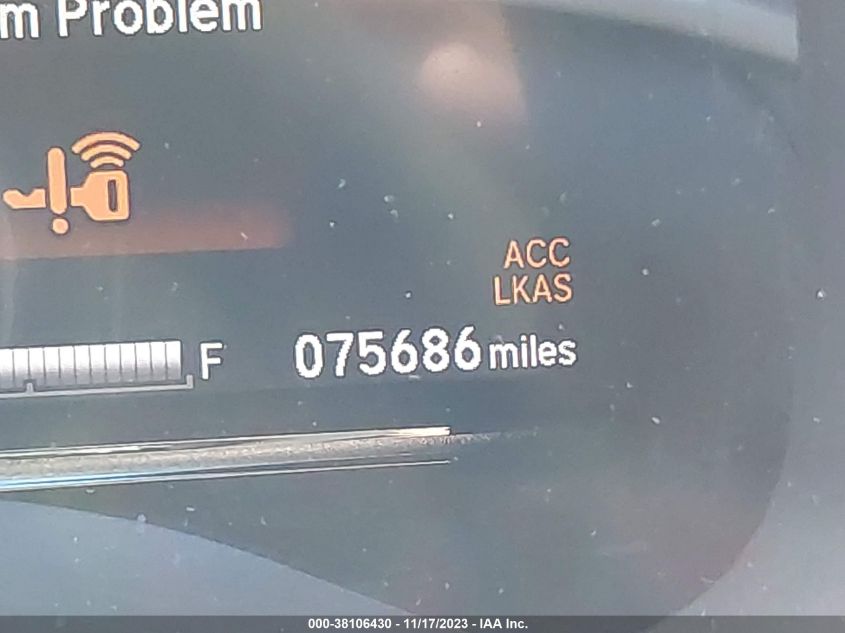 m Problem
ACC
LKAS
F
075686 miles
000-38106430 - 11/17/2023 - IAA Inc.